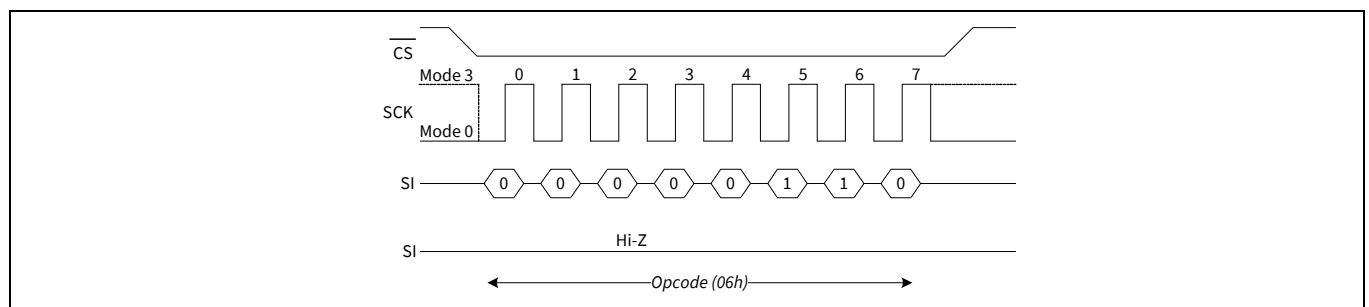 CS
Mode 3 0 1 2 3 4 5 6 7
SCK
Mode 0
SI 0 0 0 0 0 1 1 0
Hi-Z
SI
Opcode (06h)